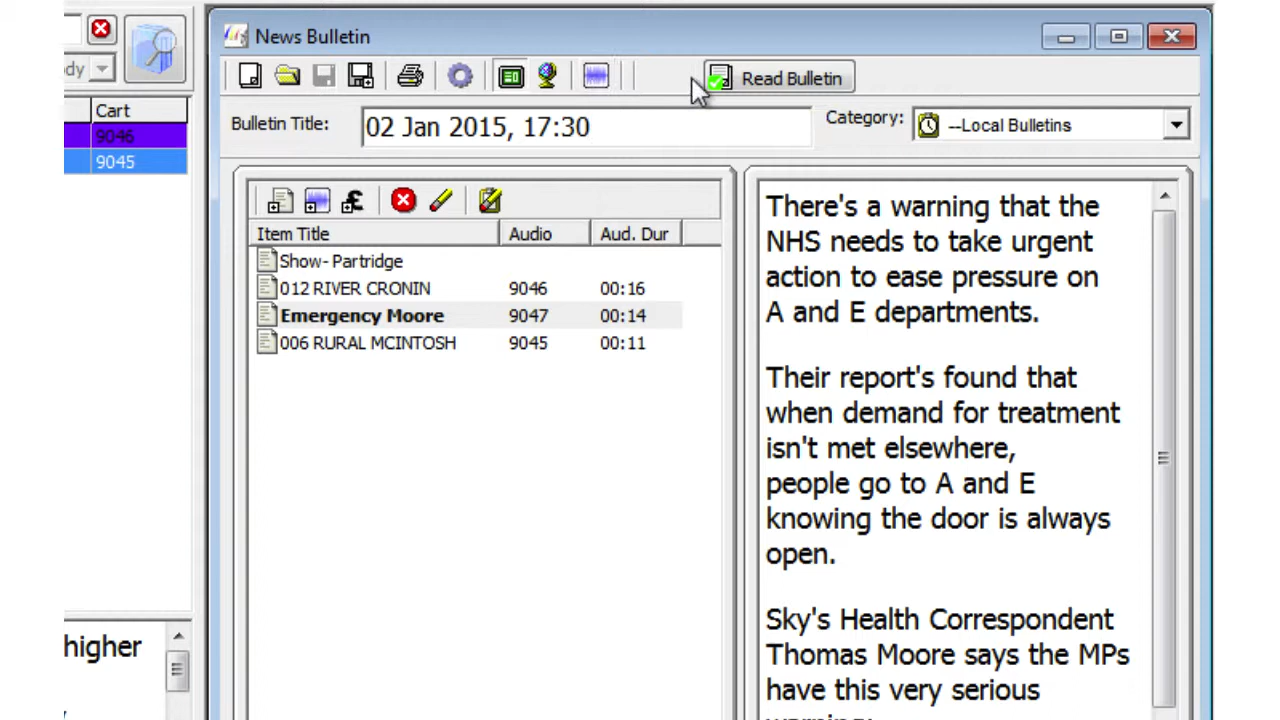 News Bulletin
Read Bulletin
dy
Cart
9046
9045
Bulletin Title:
02 Jan 2015, 17:30
Category:
--Local Bulletins
Item Title Audio Aud. Dur
Show- Partridge
012 RIVER CRONIN 9046 00:16
Emergency Moore 9047 00:14
006 RURAL MCINTOSH 9045 00:11
There's a warning that the
NHS needs to take urgent
action to ease pressure on
A and E departments.
Their report's found that
when demand for treatment
isn't met elsewhere,
people go to A and E
knowing the door is always
open.
Sky's Health Correspondent
Thomas Moore says the MPs
have this very serious
warning:
higher